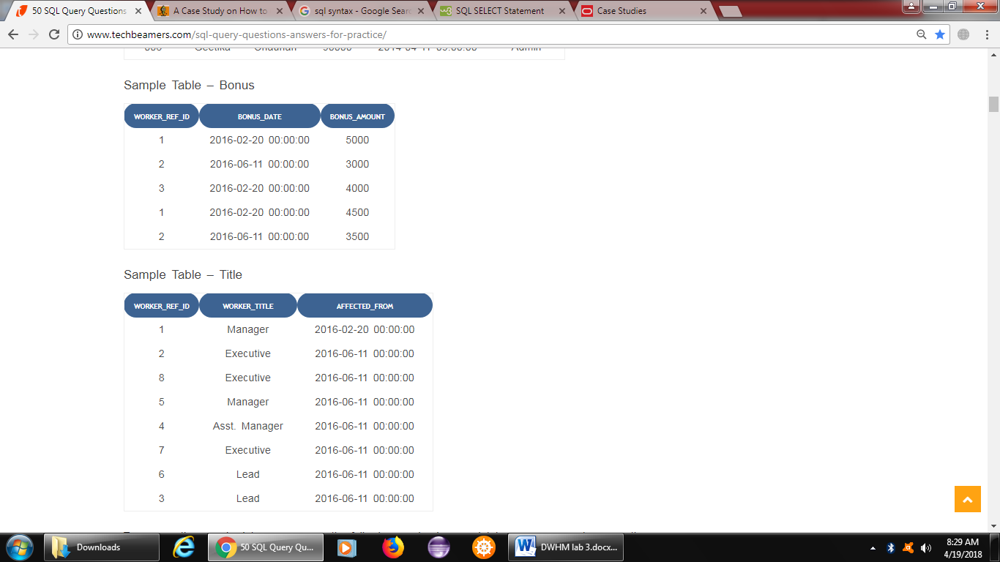 50 SQL Query Questions
A Case Study on How to
sql syntax - Google Sear
SQL SELECT Statement
Case Studies
www.techbeamers.com/sql-query-questions-answers-for-practice/
Sample Table – Bonus
WORKER_REF_ID BONUS_DATE BONUS_AMOUNT
1 2016-02-20 00:00:00 5000
2 2016-06-11 00:00:00 3000
3 2016-02-20 00:00:00 4000
1 2016-02-20 00:00:00 4500
2 2016-06-11 00:00:00 3500
Sample Table – Title
WORKER_REF_ID WORKER_TITLE AFFECTED_FROM
1 Manager 2016-02-20 00:00:00
2 Executive 2016-06-11 00:00:00
8 Executive 2016-06-11 00:00:00
5 Manager 2016-06-11 00:00:00
4 Asst. Manager 2016-06-11 00:00:00
7 Executive 2016-06-11 00:00:00
6 Lead 2016-06-11 00:00:00
3 Lead 2016-06-11 00:00:00
Downloads
50 SQL Query Qu...
DWHM lab 3.docx...
8:29 AM
4/19/2018